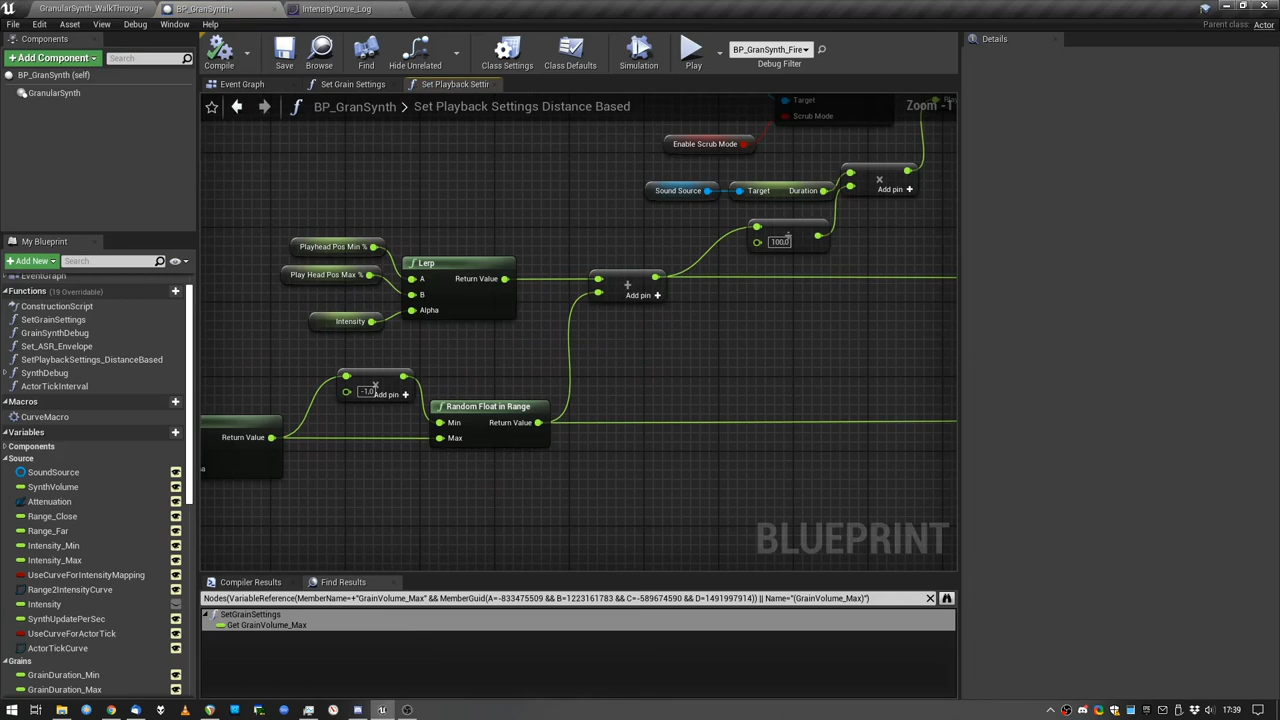 GranularSynth_WalkThroug*
BP_GranSynth*
IntensityCurve_Log
File Edit Asset View Debug Window Help
Parent class: Actor
Components
Add Component
Search
BP_GranSynth (self)
GranularSynth
Compile
Save
Browse
Find
Hide Unrelated
Class Settings
Class Defaults
Simulation
Play
BP_GranSynth_Fire
Debug Filter
Details
Event Graph
Set Grain Settings
Set Playback Settir
BP_GranSynth > Set Playback Settings Distance Based
Zoom -1
Target
Scrub Mode
Enable Scrub Mode
Sound Source
Target Duration
Add pin
100,0
Playhead Pos Min %
Play Head Pos Max %
Intensity
Lerp
A Return Value
B
Alpha
Add pin
-1,0
Add pin
Return Value
Random Float in Range
Min Return Value
Max
BLUEPRINT
My Blueprint
Add New
Search
EventGraph
Functions (19 Overridable)
ConstructionScript
SetGrainSettings
GrainSynthDebug
Set_ASR_Envelope
SetPlaybackSettings_DistanceBased
SynthDebug
ActorTickInterval
Macros
CurveMacro
Variables
Components
Source
SoundSource
SynthVolume
Attenuation
Range_Close
Range_Far
Intensity_Min
Intensity_Max
UseCurveForIntensityMapping
Range2IntensityCurve
Intensity
SynthUpdatePerSec
UseCurveForActorTick
ActorTickCurve
Grains
GrainDuration_Min
GrainDuration_Max
Compiler Results
Find Results
Nodes(VariableReference(MemberName=+"GrainVolume_Max" && MemberGuid(A=-833475509 && B=1223161783 && C=-589674590 && D=1491997914)) || Name="(GrainVolume_Max)")
SetGrainSettings
Get GrainVolume_Max
17:39